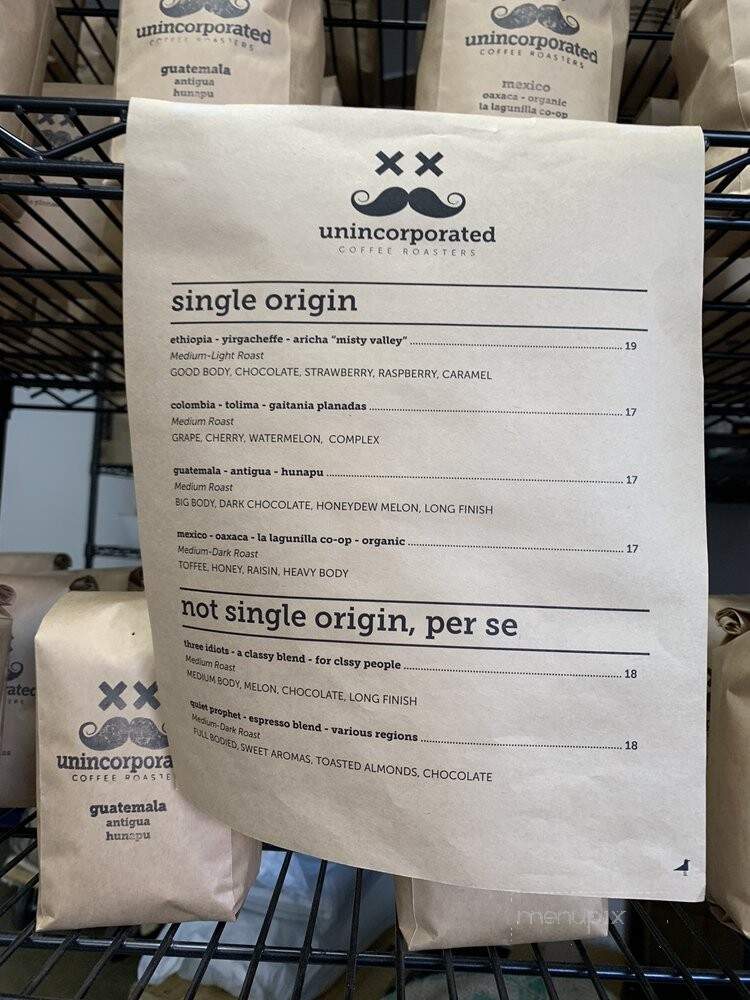 unincorporated
COFFEE ROASTERS
guatemala
antigua
hunapu
unincorporated
COFFEE ROASTERS
mexico
oaxaca - organic
la lagunilla co-op
unincorporated
COFFEE ROASTERS
single origin
ethiopia - yirgacheffe - aricha "misty valley" 19
Medium-Light Roast
GOOD BODY, CHOCOLATE, STRAWBERRY, RASPBERRY, CARAMEL
colombia - tolima - gaitania planadas 17
Medium Roast
GRAPE, CHERRY, WATERMELON, COMPLEX
guatemala - antigua - hunapu 17
Medium Roast
BIG BODY, DARK CHOCOLATE, HONEYDEW MELON, LONG FINISH
mexico - oaxaca - la lagunilla co-op - organic 17
Medium-Dark Roast
TOFFEE, HONEY, RAISIN, HEAVY BODY
not single origin, per se
three idiots - a classy blend - for clssy people 18
Medium Roast
MEDIUM BODY, MELON, CHOCOLATE, LONG FINISH
quiet prophet - espresso blend - various regions 18
Medium-Dark Roast
FULL BODIED, SWEET AROMAS, TOASTED ALMONDS, CHOCOLATE
unincorpora
COFFEE ROASTE
guatemala
antigua
hunapu
menupix